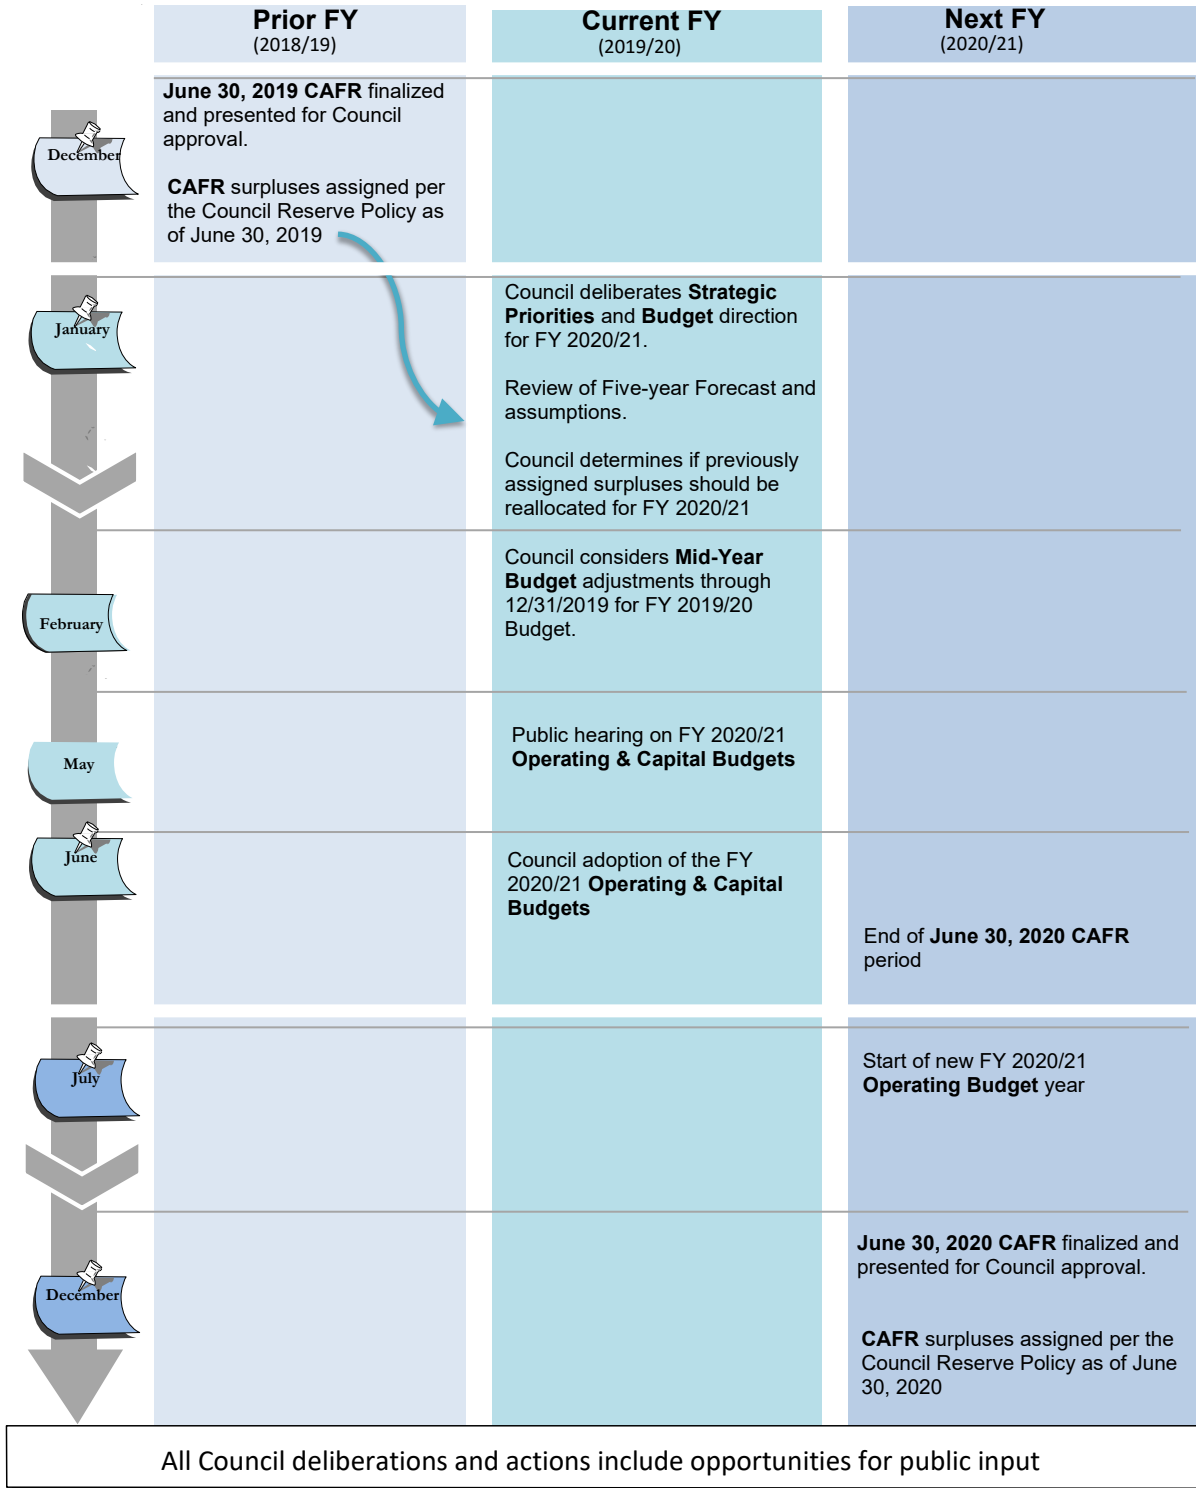 Prior FY
(2018/19)
Current FY
(2019/20)
Next FY
(2020/21)
December
June 30, 2019 CAFR finalized
and presented for Council
approval.
CAFR surpluses assigned per
the Council Reserve Policy as
of June 30, 2019
January
Council deliberates Strategic
Priorities and Budget direction
for FY 2020/21.
Review of Five-year Forecast and
assumptions.
Council determines if previously
assigned surpluses should be
reallocated for FY 2020/21
February
Council considers Mid-Year
Budget adjustments through
12/31/2019 for FY 2019/20
Budget.
May
Public hearing on FY 2020/21
Operating & Capital Budgets
June
Council adoption of the FY
2020/21 Operating & Capital
Budgets
End of June 30, 2020 CAFR
period
July
Start of new FY 2020/21
Operating Budget year
December
June 30, 2020 CAFR finalized and
presented for Council approval.
CAFR surpluses assigned per the
Council Reserve Policy as of June
30, 2020
All Council deliberations and actions include opportunities for public input